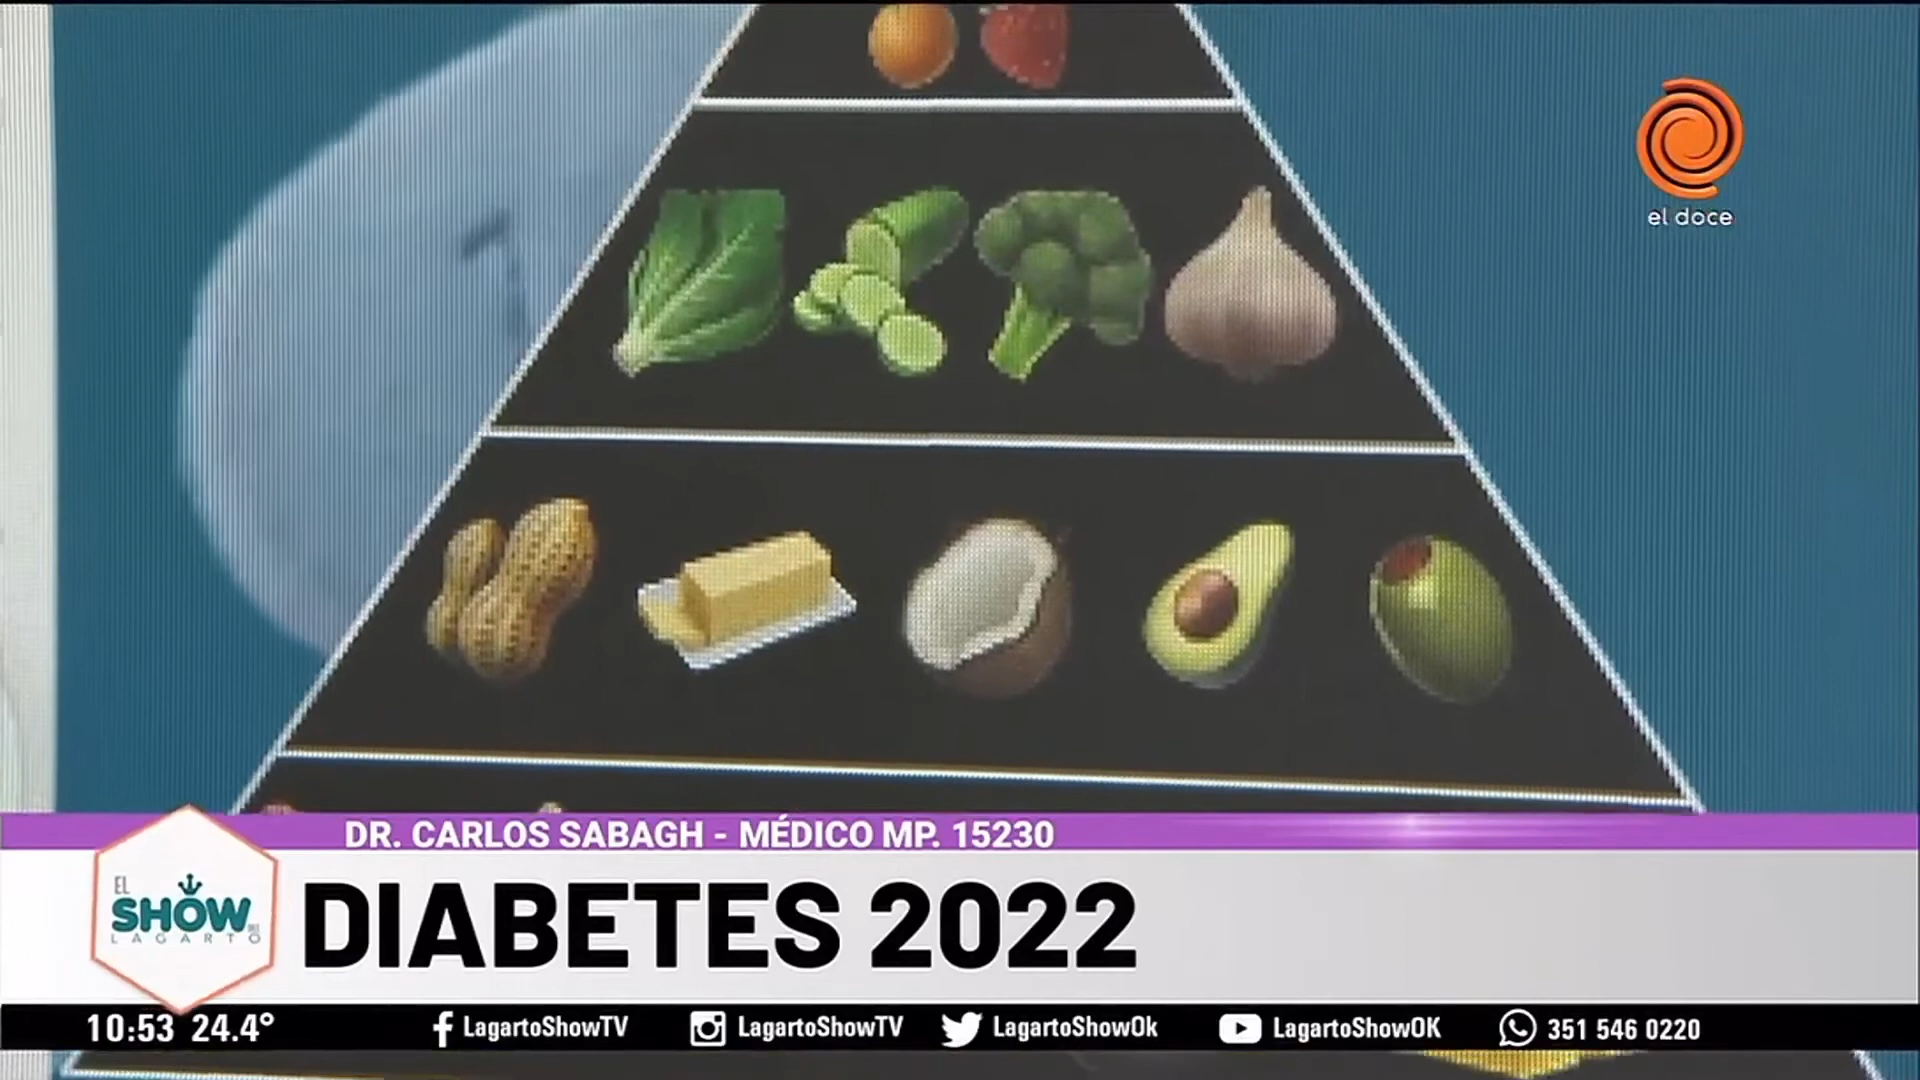 el doce
DR. CARLOS SABAGH - MÉDICO MP. 15230
EL
SHOW
DEL
LAGARTO
DIABETES 2022
10:53 24.4°
LagartoShowTV
LagartoShowTV
LagartoShowOk
LagartoShowOK
351 546 0220